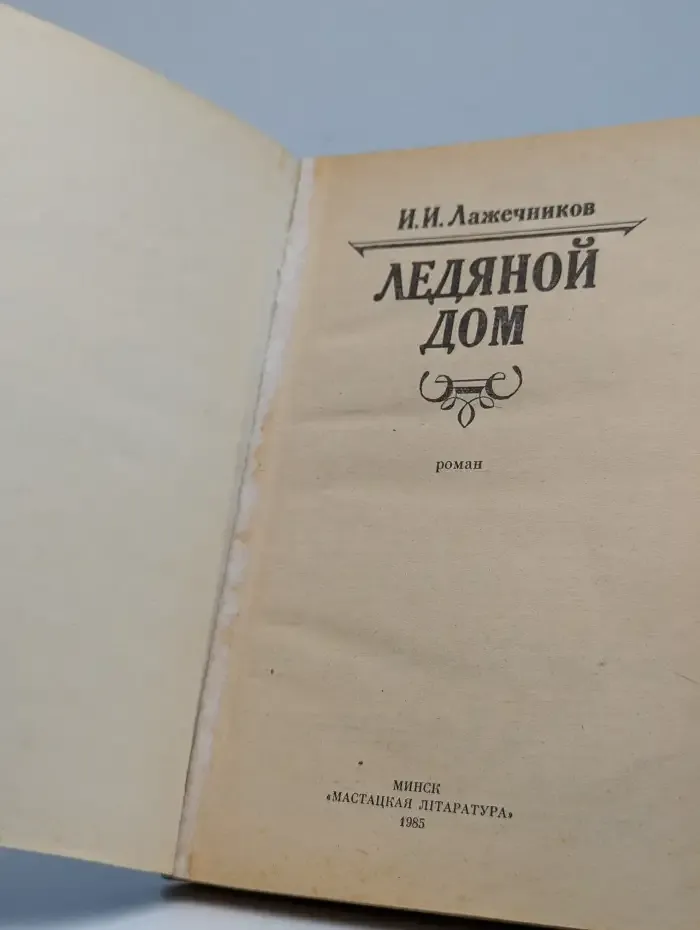 И.И. Лажечников
ЛЕДЯНОЙ
ДОМ
роман
МИНСК
«МАСТАЦКАЯ ЛІТАРАТУРА»
1985